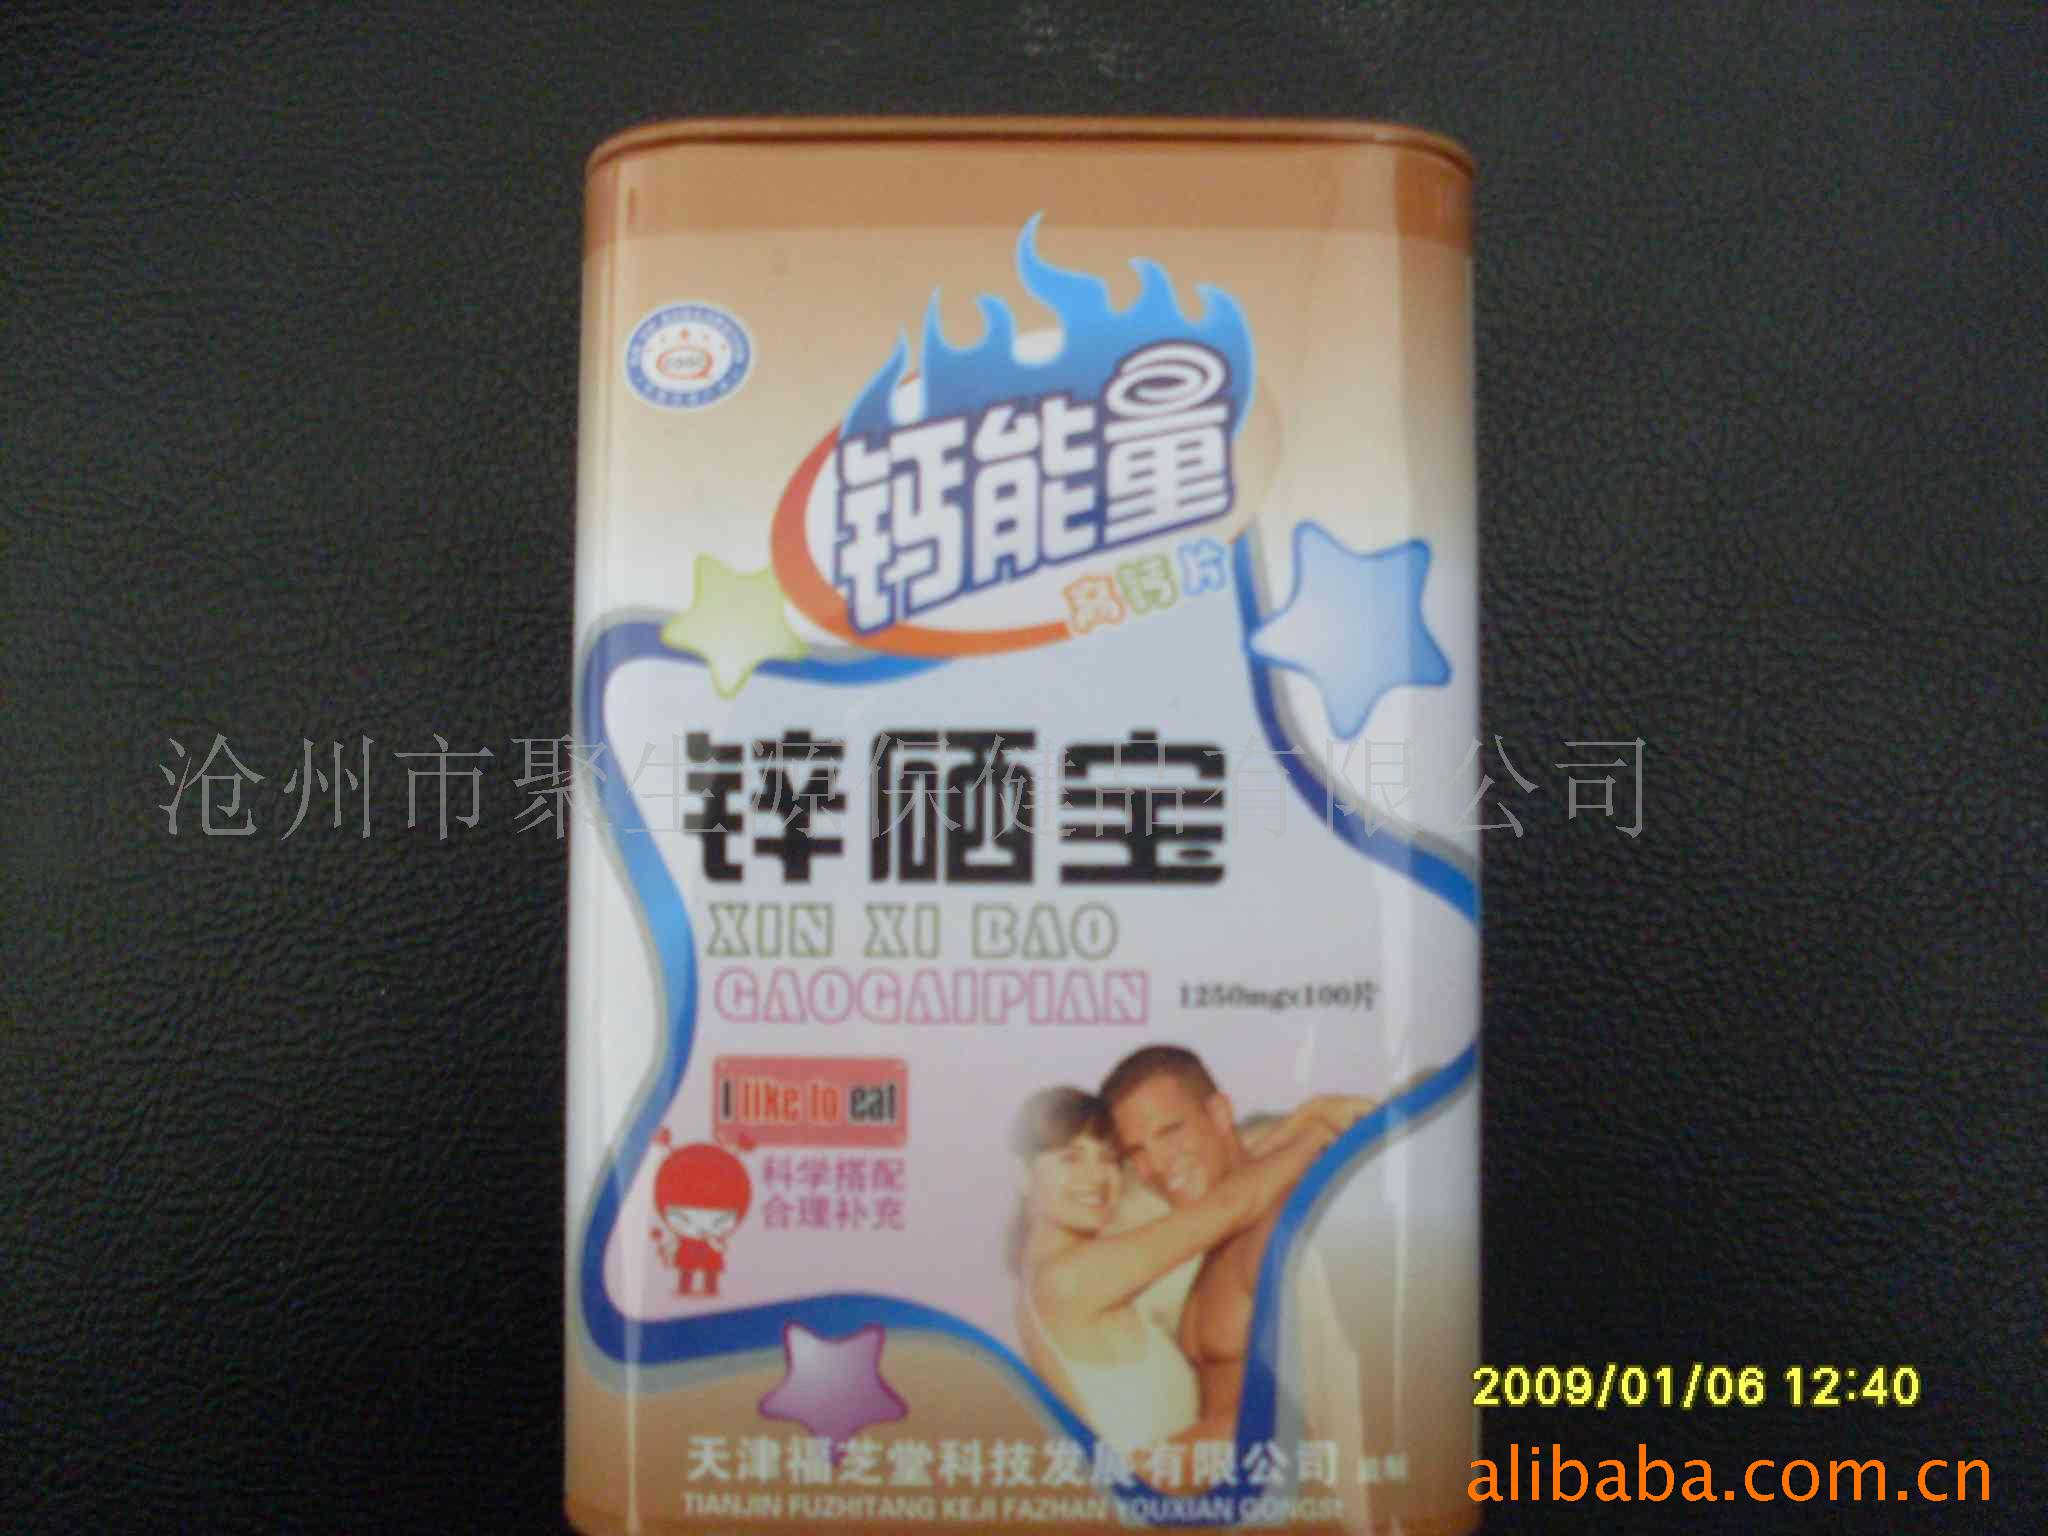 钙能量
高钙片
沧州市聚生源保健品有限公司
锌硒宝
XIN XI BAO
GAOGAIPIAN
1250mgx100片
I like to eat
科学搭配
合理补充
2009/01/06 12:40
天津福芝堂科技发展有限公司
TIANJIN FUZHITANG KEJI FAZHAN YOUXIAN GONGSI
alibaba.com.cn